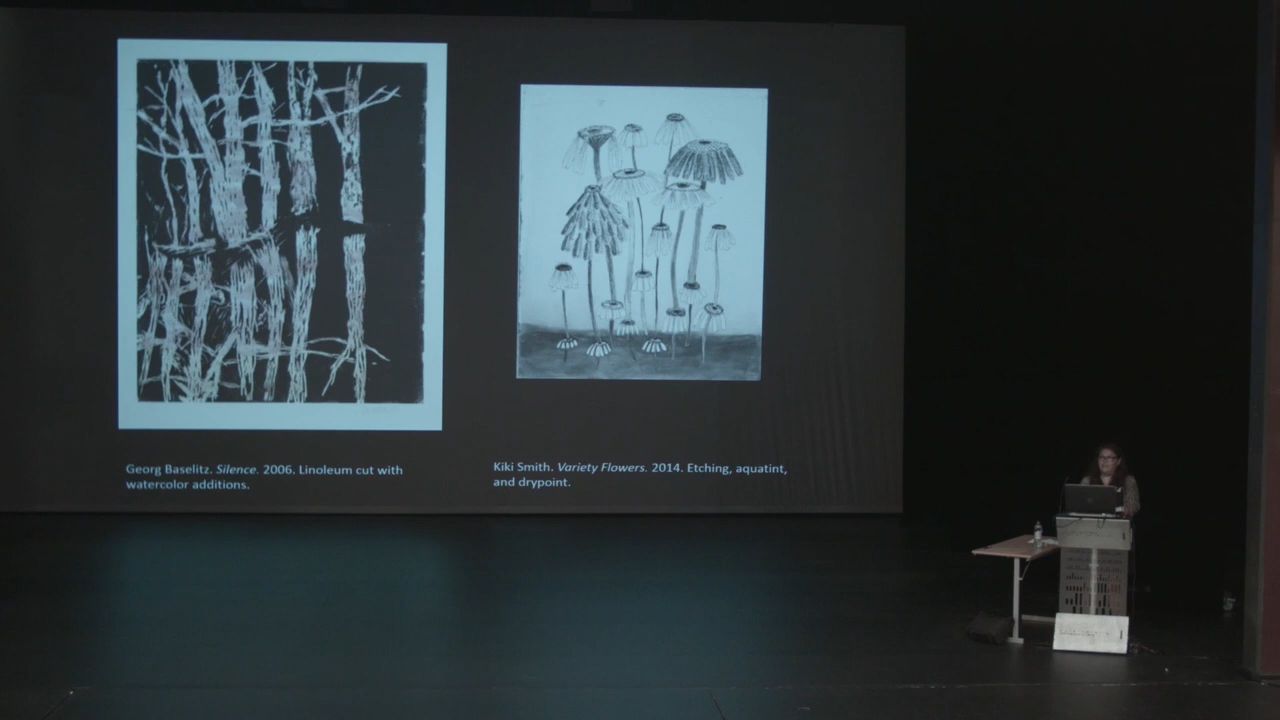 Georg Baselitz. Silence. 2006. Linoleum cut with
watercolor additions.
Kiki Smith. Variety Flowers. 2014. Etching, aquatint,
and drypoint.